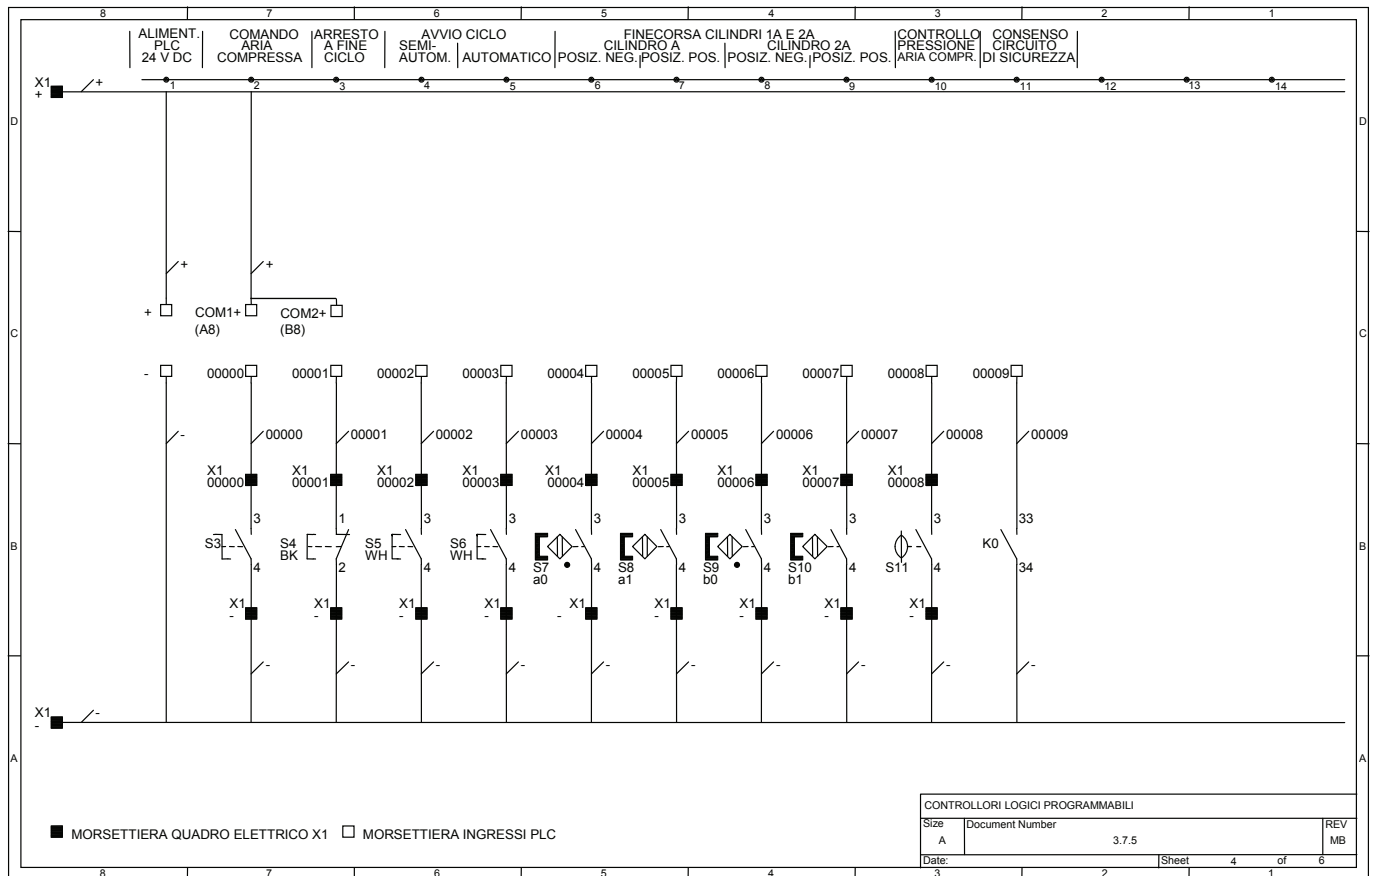 8 7 6 5 4 3 2 1
ALIMENT. PLC 24 V DC
COMANDO ARIA COMPRESSA
ARRESTO A FINE CICLO
AVVIO CICLO
SEMI-AUTOM.
AUTOMATICO
FINECORSA CILINDRI 1A E 2A
CILINDRO A
POSIZ. NEG. POSIZ. POS.
CILINDRO 2A
POSIZ. NEG. POSIZ. POS.
CONTROLLO PRESSIONE ARIA COMPR.
CONSENSO CIRCUITO DI SICUREZZA
X1 + /+ 1 2 3 4 5 6 7 8 9 10 11 12 13 14
D D
+ +
+ COM1+ COM2+
(A8) (B8)
C C
- 00000 00001 00002 00003 00004 00005 00006 00007 00008 00009
- 00000 00001 00002 00003 00004 00005 00006 00007 00008 00009
X1 X1 X1 X1 X1 X1 X1 X1 X1
00000 00001 00002 00003 00004 00005 00006 00007 00008
3 1 3 3 3 3 3 3 3 33
B S3 S4 BK S5 WH S6 WH S7 a0 S8 a1 S9 b0 S10 b1 S11 K0 B
4 2 4 4 4 4 4 4 4 34
X1 X1 X1 X1 X1 X1 X1 X1 X1
- - - - - - - - -
- - - - - - - - - -
X1 - -
A A
MORSETTIERA QUADRO ELETTRICO X1 MORSETTIERA INGRESSI PLC
CONTROLLORI LOGICI PROGRAMMABILI
Size Document Number REV
A 3.7.5 MB
Date: Sheet 4 of 6
8 7 6 5 4 3 2 1